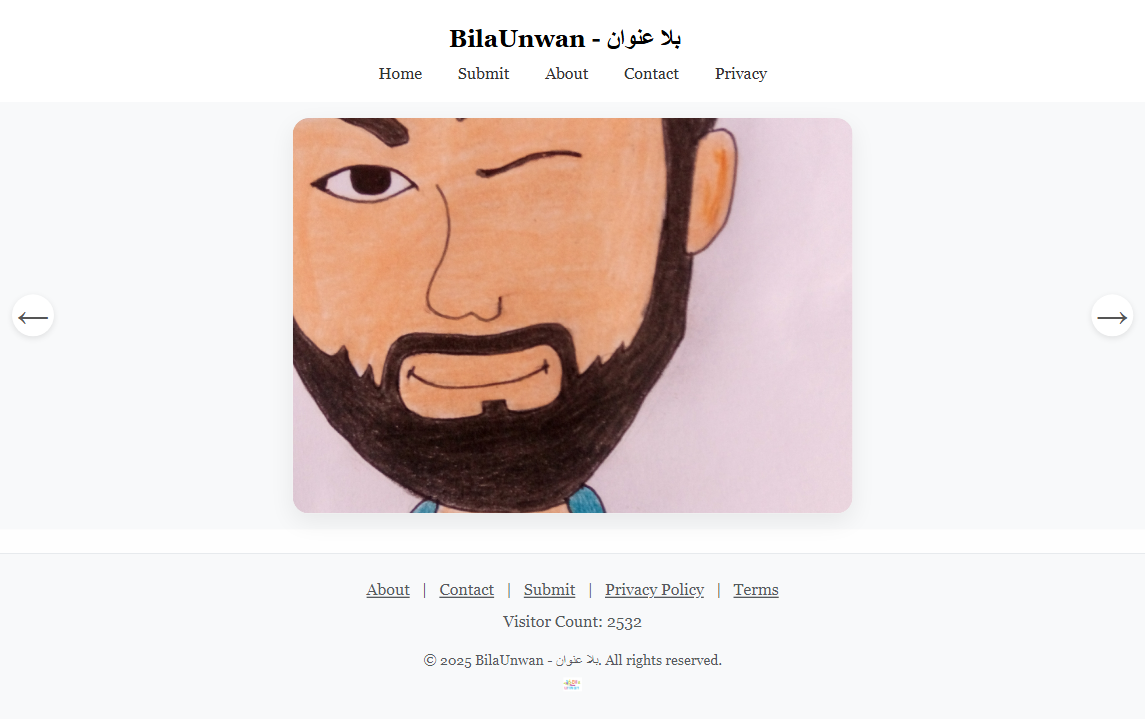 BilaUnwan - بلا عنوان
Home Submit About Contact Privacy
← →
About | Contact | Submit | Privacy Policy | Terms
Visitor Count: 2532
© 2025 BilaUnwan - بلا عنوان. All rights reserved.